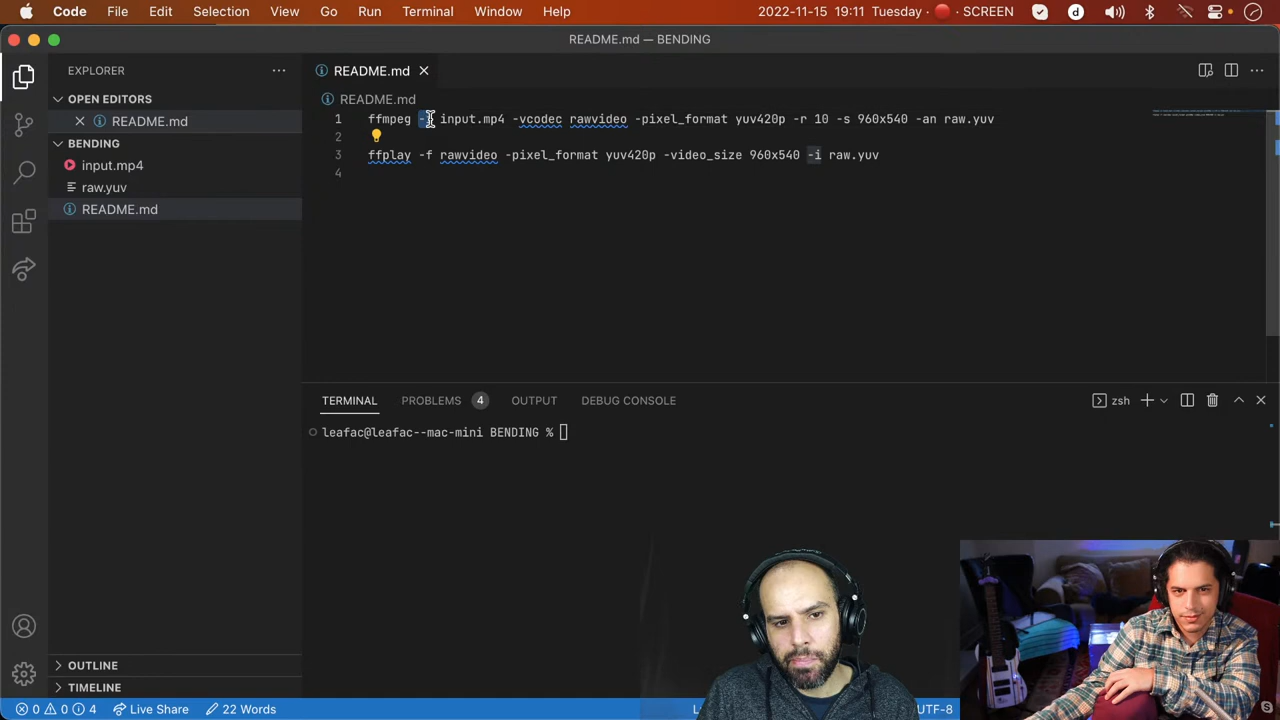 Code File Edit Selection View Go Run Terminal Window Help 2022-11-15 19:11 Tuesday SCREEN
README.md — BENDING
EXPLORER
README.md
OPEN EDITORS
README.md
README.md
BENDING
input.mp4
raw.yuv
README.md
1 ffmpeg -i input.mp4 -vcodec rawvideo -pixel_format yuv420p -r 10 -s 960x540 -an raw.yuv
2
3 ffplay -f rawvideo -pixel_format yuv420p -video_size 960x540 -i raw.yuv
4
TERMINAL PROBLEMS 4 OUTPUT DEBUG CONSOLE zsh
leafac@leafac--mac-mini BENDING %
OUTLINE
TIMELINE
0 0 4 Live Share 22 Words UTF-8